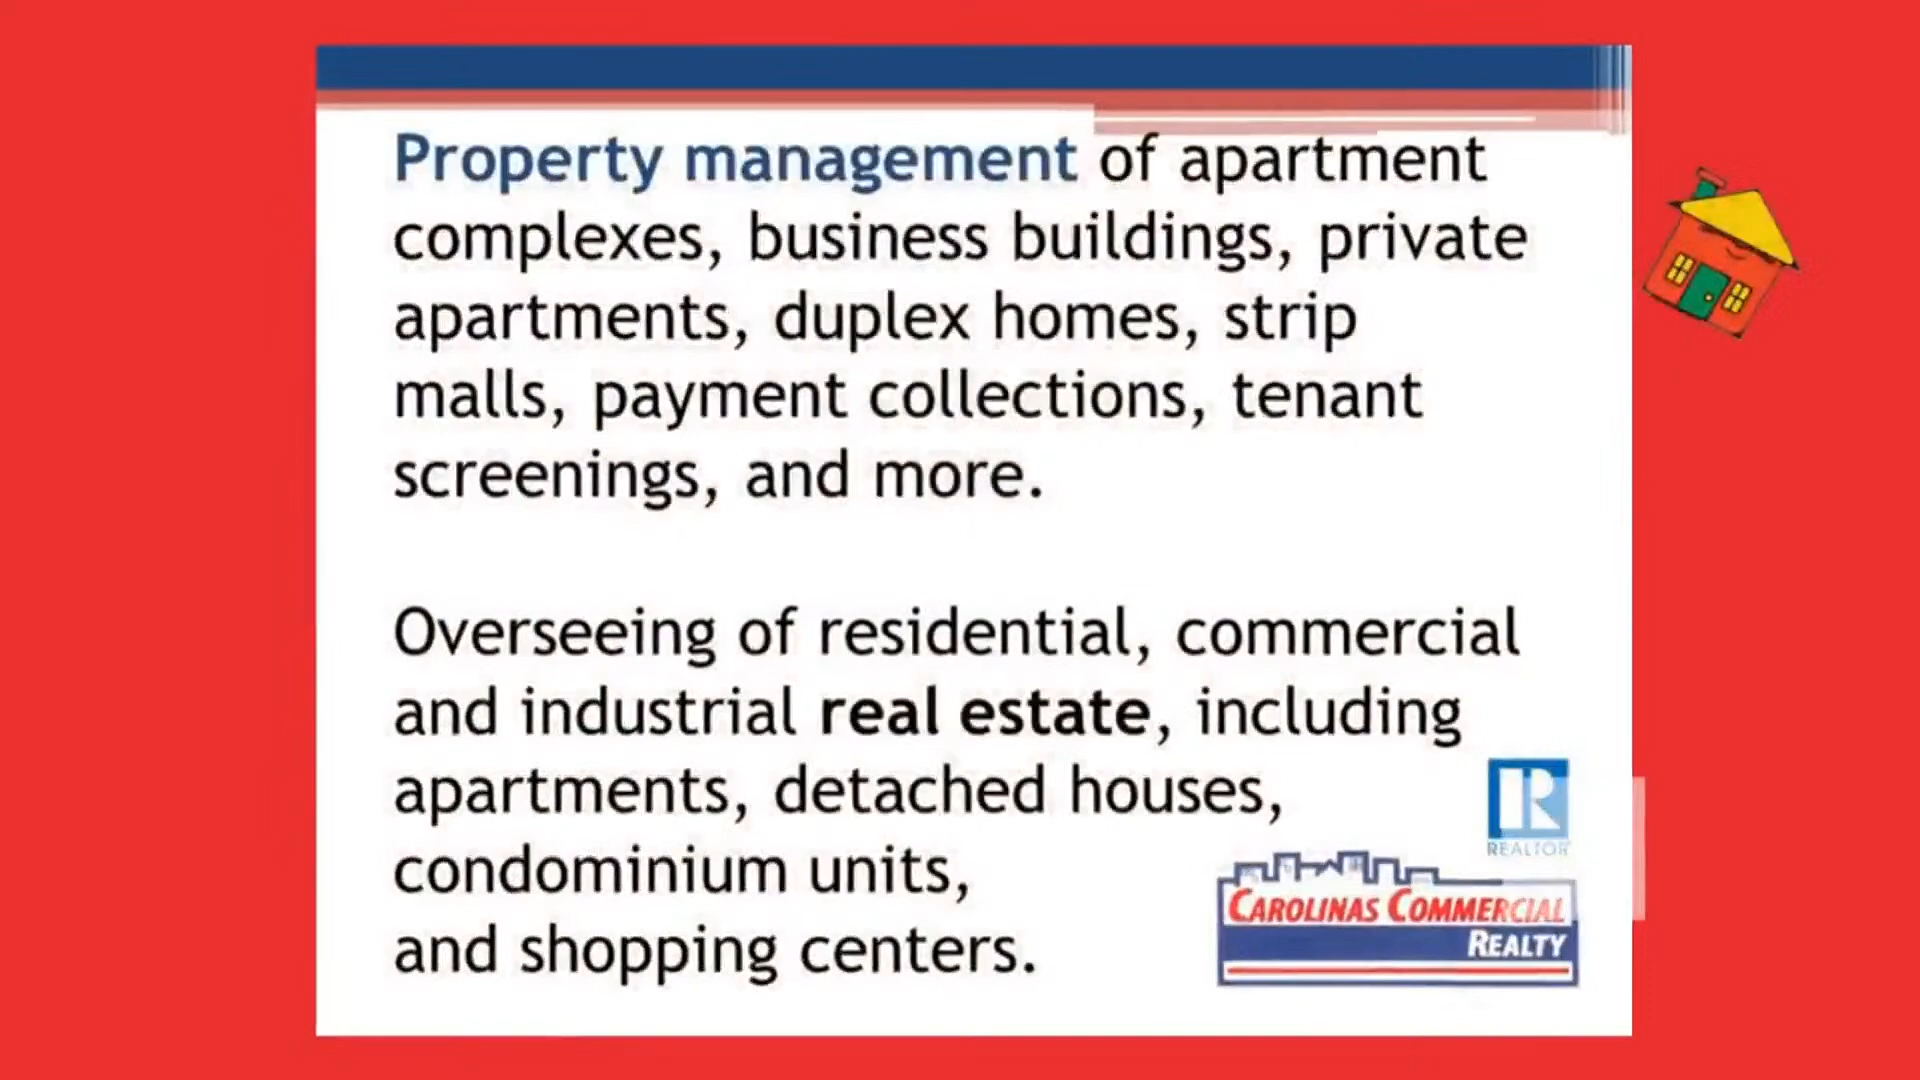 Property management of apartment
complexes, business buildings, private
apartments, duplex homes, strip
malls, payment collections, tenant
screenings, and more.
Overseeing of residential, commercial
and industrial real estate, including
apartments, detached houses,
condominium units,
and shopping centers.
R
REALTOR
CAROLINAS COMMERCIAL
REALTY